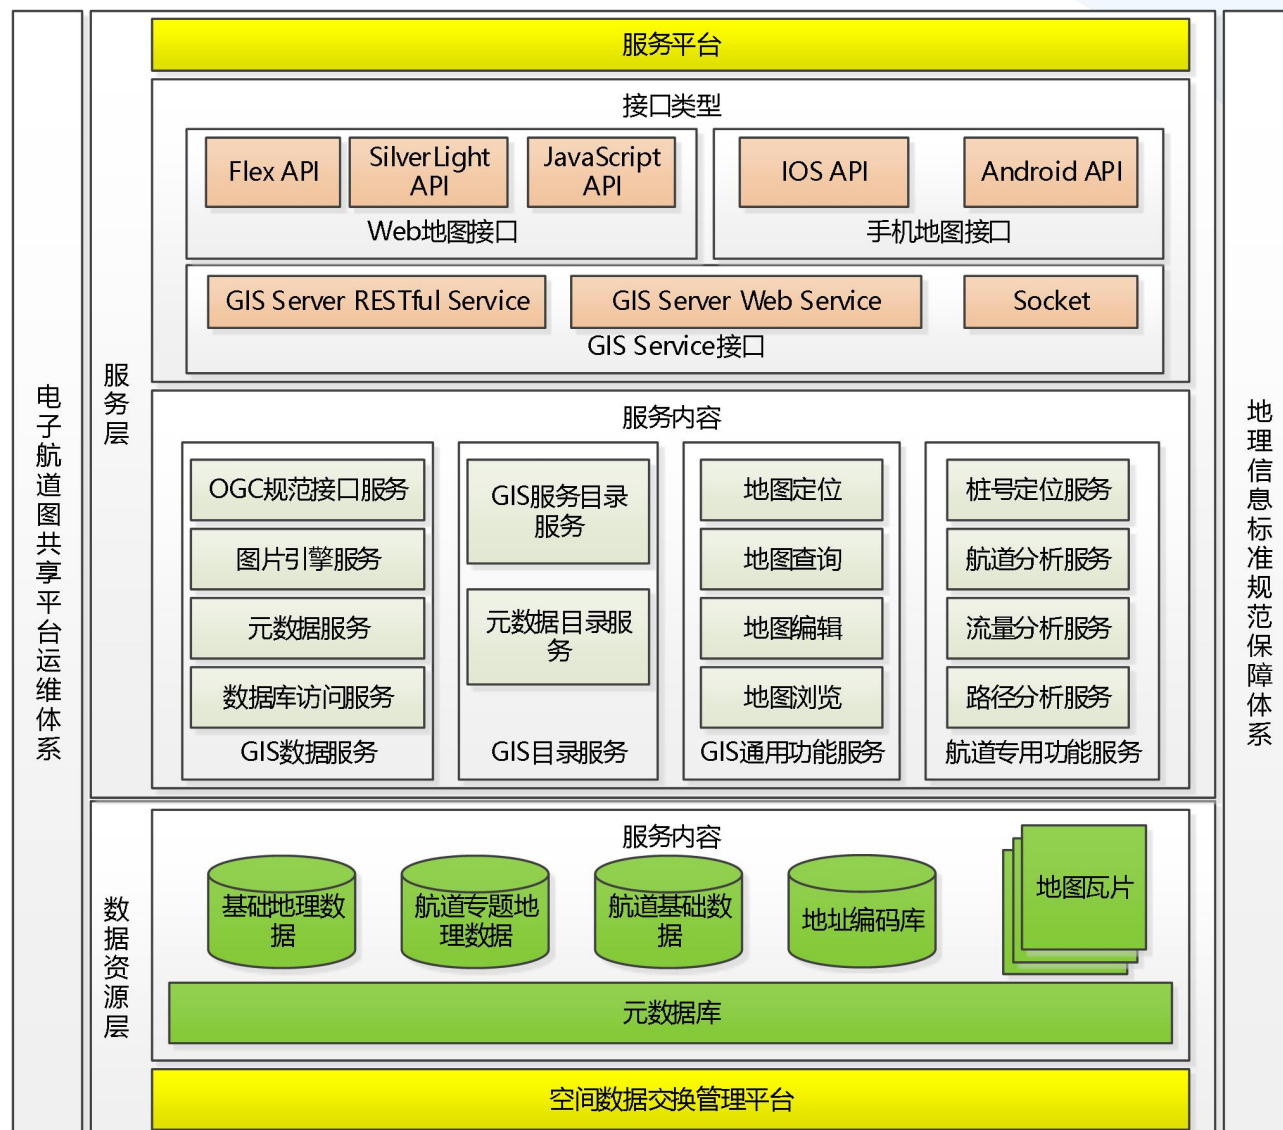 服务平台
接口类型
Flex API
SilverLight
API
JavaScript
API
Web地图接口
IOS API
Android API
手机地图接口
GIS Server RESTful Service
GIS Server Web Service
Socket
GIS Service接口
服务层
服务内容
OGC规范接口服务
图片引擎服务
元数据服务
数据库访问服务
GIS数据服务
GIS服务目录
服务
元数据目录服
务
GIS目录服务
地图定位
地图查询
地图编辑
地图浏览
GIS通用功能服务
桩号定位服务
航道分析服务
流量分析服务
路径分析服务
航道专用功能服务
数据资源层
服务内容
基础地理数
据
航道专题地
理数据
航道基础数
据
地址编码库
地图瓦片
元数据库
空间数据交换管理平台
电子航道图共享平台运维体系
地理信息标准规范保障体系